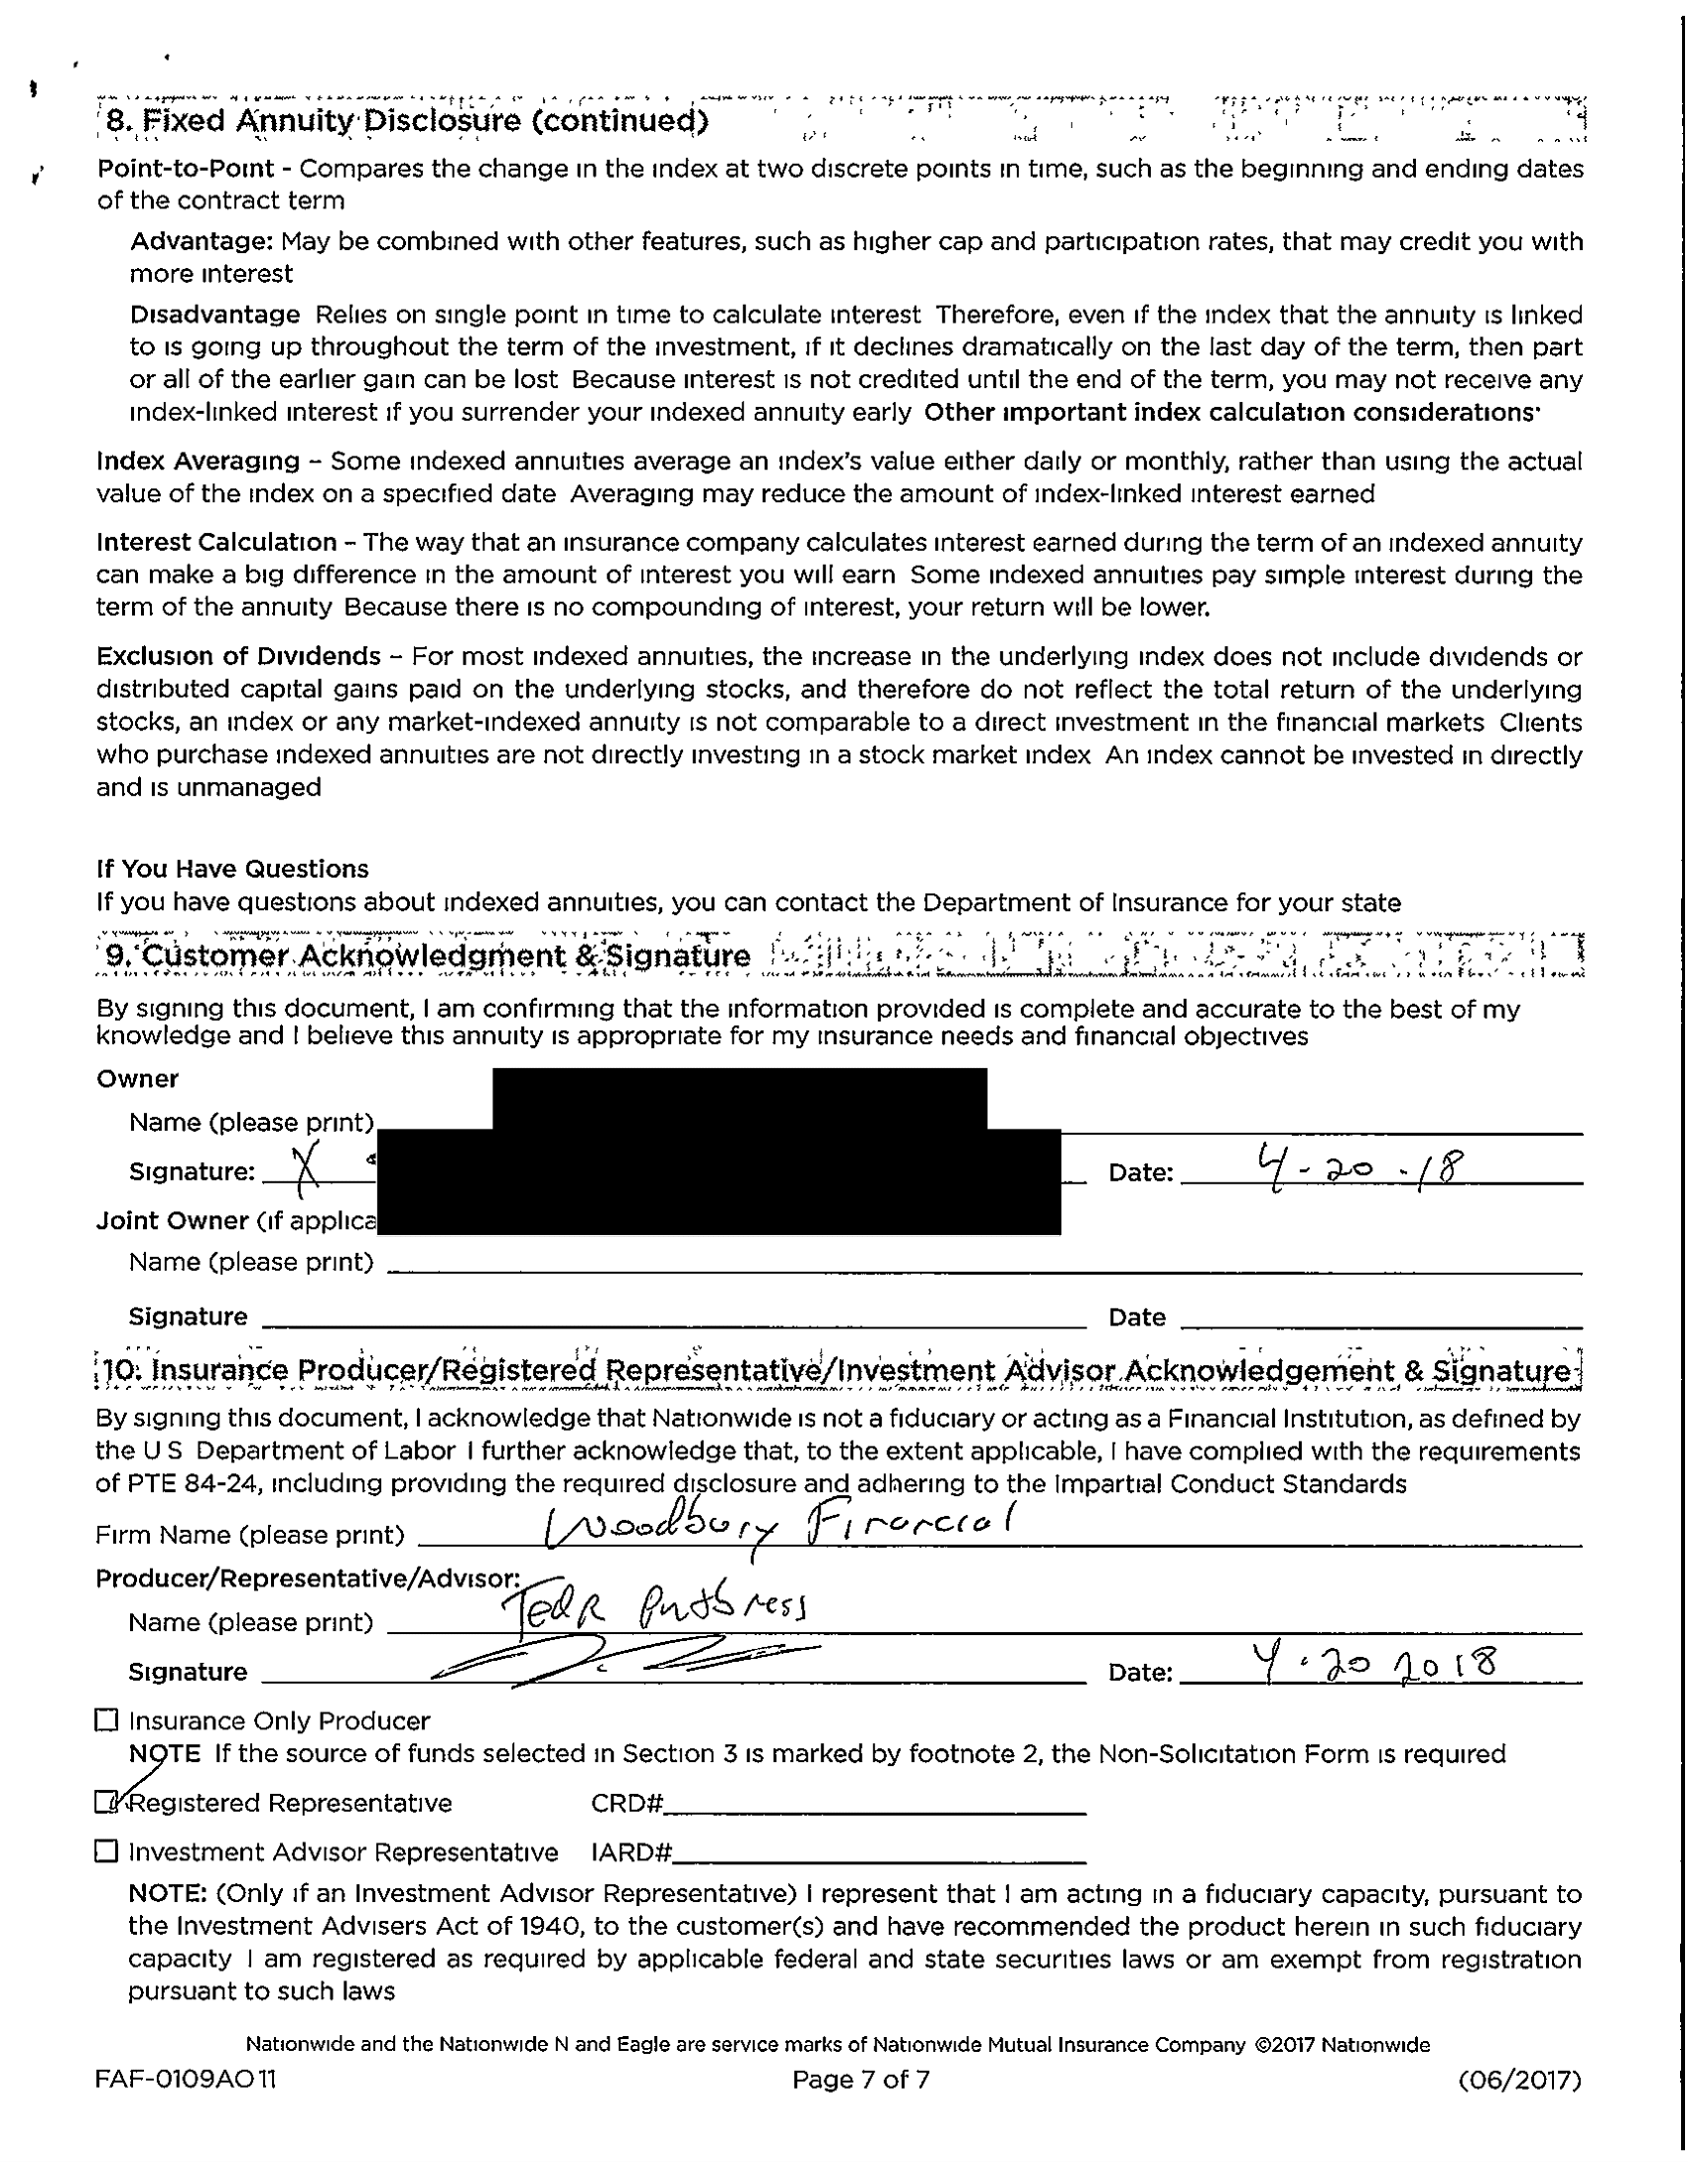 8. Fixed Annuity Disclosure (continued)
Point-to-Point - Compares the change in the index at two discrete points in time, such as the beginning and ending dates
of the contract term
Advantage: May be combined with other features, such as higher cap and participation rates, that may credit you with
more interest
Disadvantage Relies on single point in time to calculate interest Therefore, even if the index that the annuity is linked
to is going up throughout the term of the investment, if it declines dramatically on the last day of the term, then part
or all of the earlier gain can be lost Because interest is not credited until the end of the term, you may not receive any
index-linked interest if you surrender your indexed annuity early Other important index calculation considerations·
Index Averaging – Some indexed annuities average an index's value either daily or monthly, rather than using the actual
value of the index on a specified date Averaging may reduce the amount of index-linked interest earned
Interest Calculation – The way that an insurance company calculates interest earned during the term of an indexed annuity
can make a big difference in the amount of interest you will earn Some indexed annuities pay simple interest during the
term of the annuity Because there is no compounding of interest, your return will be lower.
Exclusion of Dividends – For most indexed annuities, the increase in the underlying index does not include dividends or
distributed capital gains paid on the underlying stocks, and therefore do not reflect the total return of the underlying
stocks, an index or any market-indexed annuity is not comparable to a direct investment in the financial markets Clients
who purchase indexed annuities are not directly investing in a stock market index An index cannot be invested in directly
and is unmanaged
If You Have Questions
If you have questions about indexed annuities, you can contact the Department of Insurance for your state
9. Customer Acknowledgment & Signature
By signing this document, I am confirming that the information provided is complete and accurate to the best of my
knowledge and I believe this annuity is appropriate for my insurance needs and financial objectives
Owner
Name (please print)
Signature: X Date: 4-20-18
Joint Owner (if applica
Name (please print)
Signature Date
10. Insurance Producer/Registered Representative/Investment Advisor Acknowledgement & Signature
By signing this document, I acknowledge that Nationwide is not a fiduciary or acting as a Financial Institution, as defined by
the U S Department of Labor I further acknowledge that, to the extent applicable, I have complied with the requirements
of PTE 84-24, including providing the required disclosure and adhering to the Impartial Conduct Standards
Firm Name (please print) Woodbury Financial
Producer/Representative/Advisor:
Name (please print) Ted R
Signature Date: 4.20 2018
Insurance Only Producer
NOTE If the source of funds selected in Section 3 is marked by footnote 2, the Non-Solicitation Form is required
Registered Representative CRD#
Investment Advisor Representative IARD#
NOTE: (Only if an Investment Advisor Representative) I represent that I am acting in a fiduciary capacity, pursuant to
the Investment Advisers Act of 1940, to the customer(s) and have recommended the product herein in such fiduciary
capacity I am registered as required by applicable federal and state securities laws or am exempt from registration
pursuant to such laws
Nationwide and the Nationwide N and Eagle are service marks of Nationwide Mutual Insurance Company ©2017 Nationwide
FAF-0109AO 11 Page 7 of 7 (06/2017)